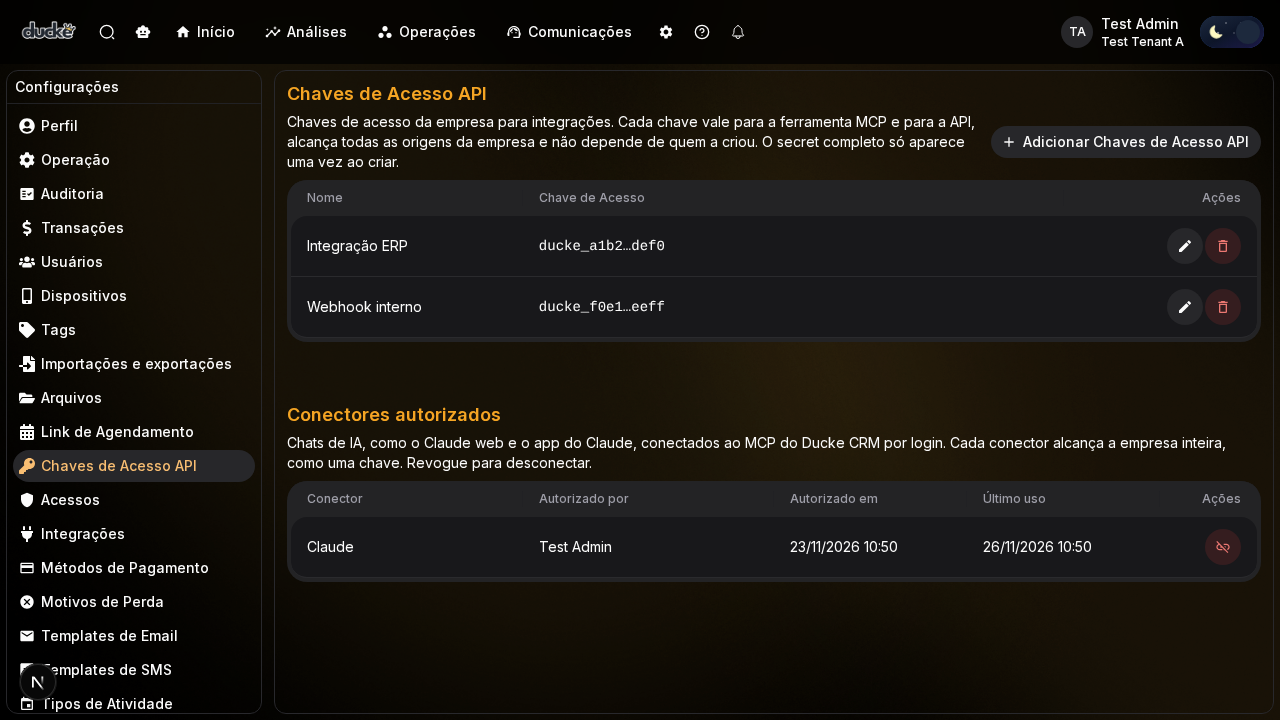 ducke
Início
Análises
Operações
Comunicações
TA
Test Admin
Test Tenant A
Configurações
Perfil
Operação
Auditoria
Transações
Usuários
Dispositivos
Tags
Importações e exportações
Arquivos
Link de Agendamento
Chaves de Acesso API
Acessos
Integrações
Métodos de Pagamento
Motivos de Perda
Templates de Email
Templates de SMS
Tipos de Atividade
N
Chaves de Acesso API
Chaves de acesso da empresa para integrações. Cada chave vale para a ferramenta MCP e para a API,
alcança todas as origens da empresa e não depende de quem a criou. O secret completo só aparece
uma vez ao criar.
Adicionar Chaves de Acesso API
Nome Chave de Acesso Ações
Integração ERP ducke_a1b2…def0
Webhook interno ducke_f0e1…eeff
Conectores autorizados
Chats de IA, como o Claude web e o app do Claude, conectados ao MCP do Ducke CRM por login. Cada conector alcança a empresa inteira,
como uma chave. Revogue para desconectar.
Conector Autorizado por Autorizado em Último uso Ações
Claude Test Admin 23/11/2026 10:50 26/11/2026 10:50